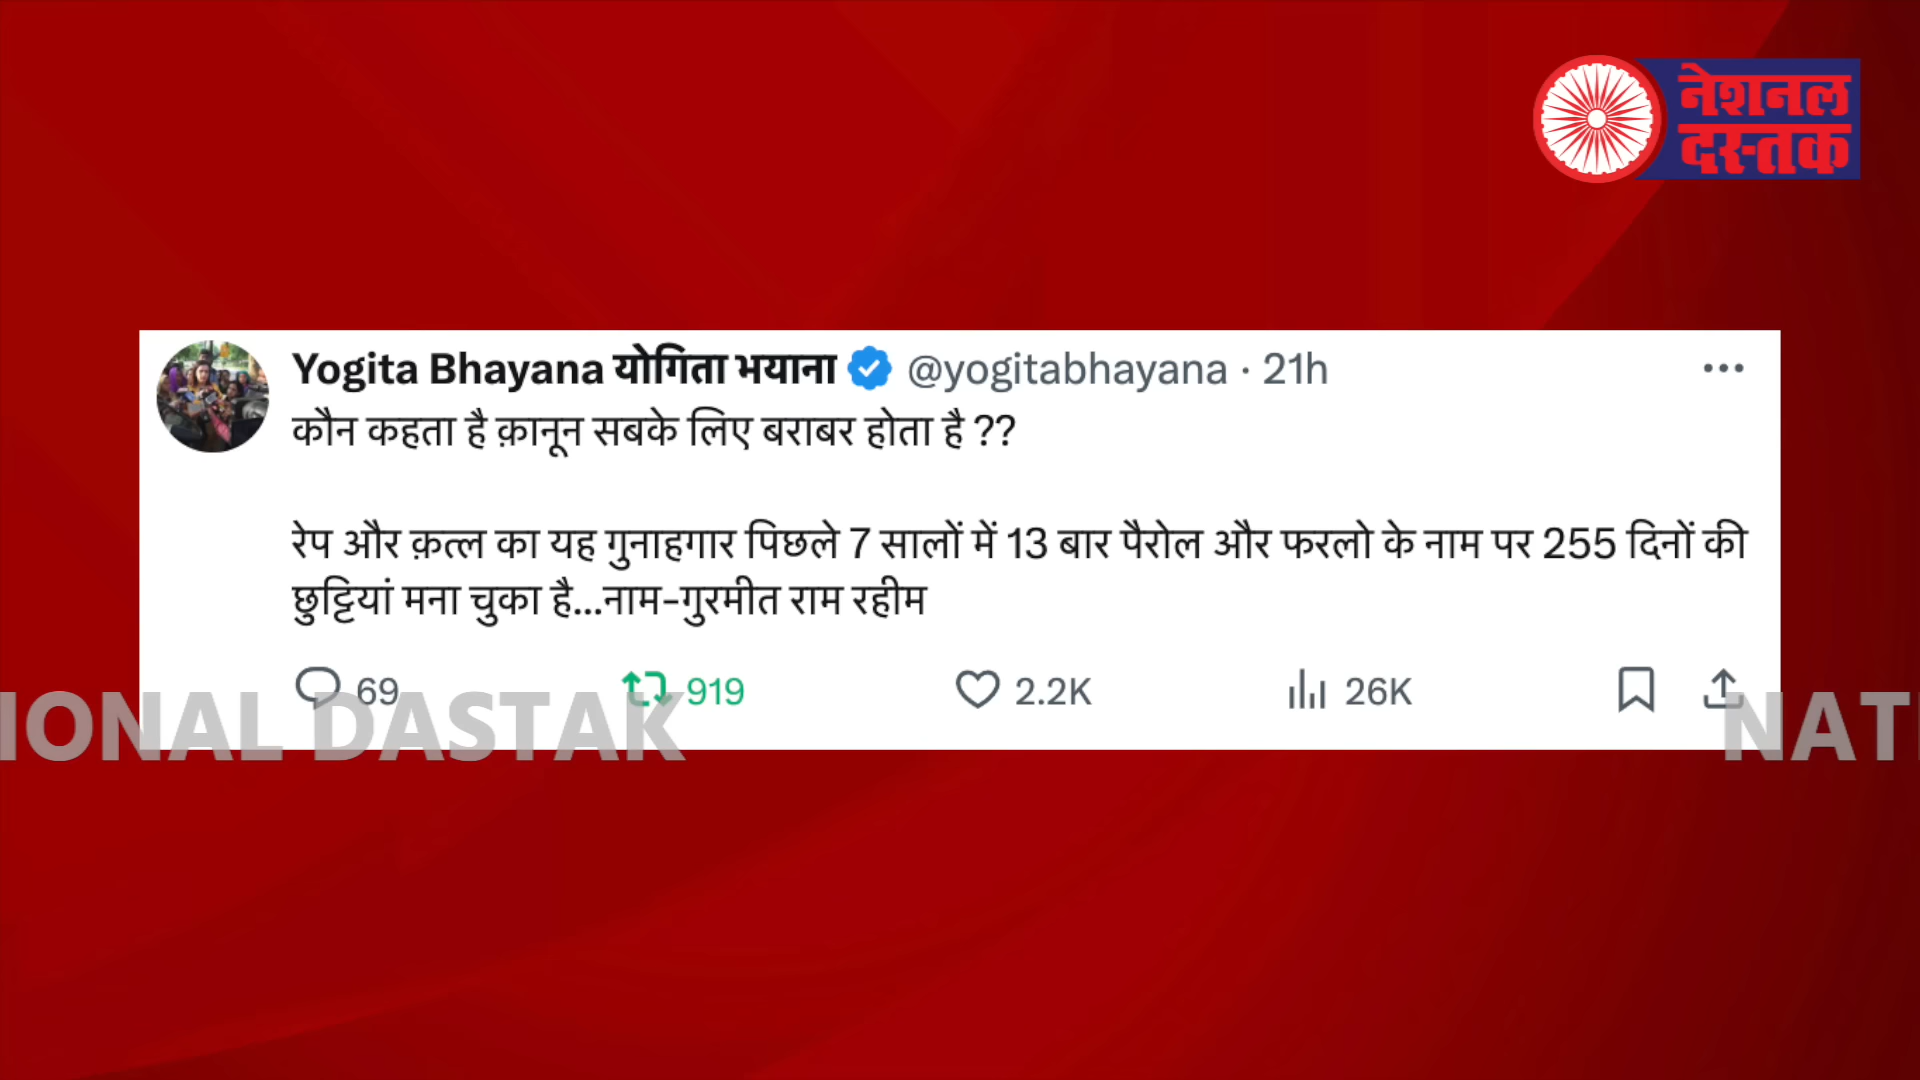 नेशनल
दस्तक
Yogita Bhayana योगिता भयाना @yogitabhayana · 21h
कौन कहता है क़ानून सबके लिए बराबर होता है ??
रेप और क़त्ल का यह गुनाहगार पिछले 7 सालों में 13 बार पैरोल और फरलो के नाम पर 255 दिनों की
छुट्टियां मना चुका है...नाम-गुरमीत राम रहीम
69 919 2.2K 26K
IONAL DASTAK NATI